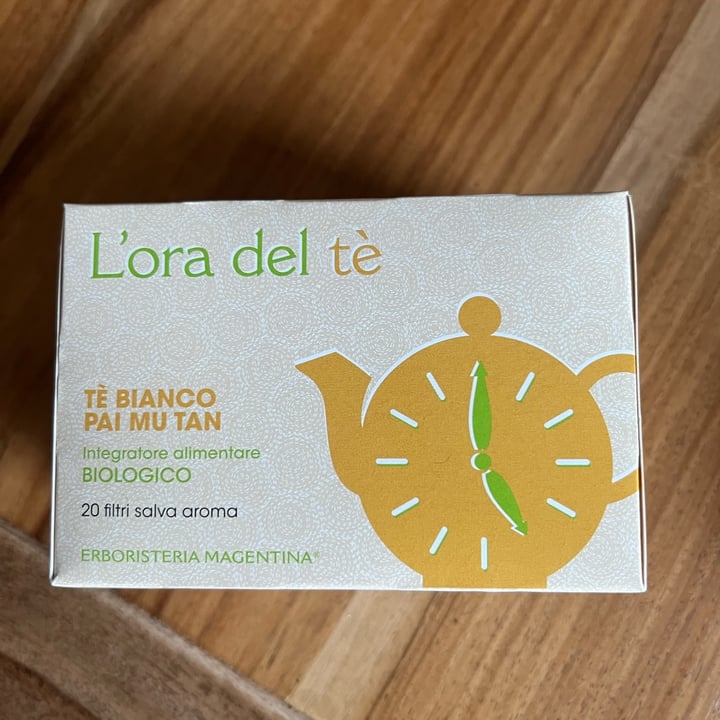 L'ora del tè
TÈ BIANCO
PAI MU TAN
Integratore alimentare
BIOLOGICO
20 filtri salva aroma
ERBORISTERIA MAGENTINA®